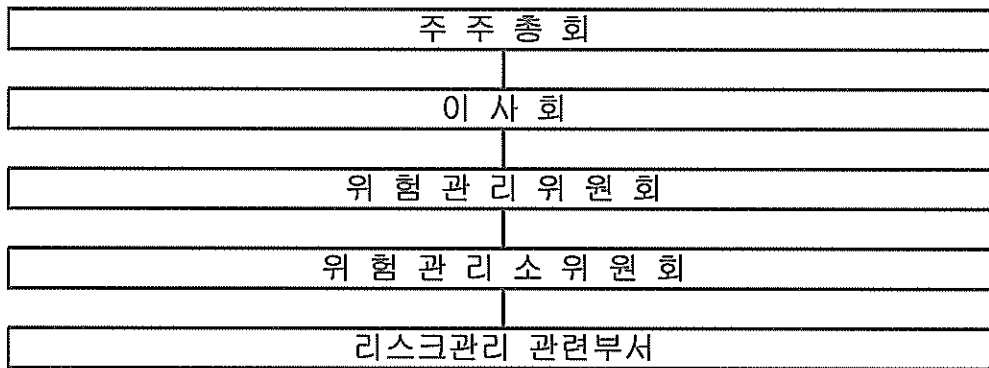 주 주 총 회
이 사 회
위 험 관 리 위 원 회
위 험 관 리 소 위 원 회
리스크관리 관련부서